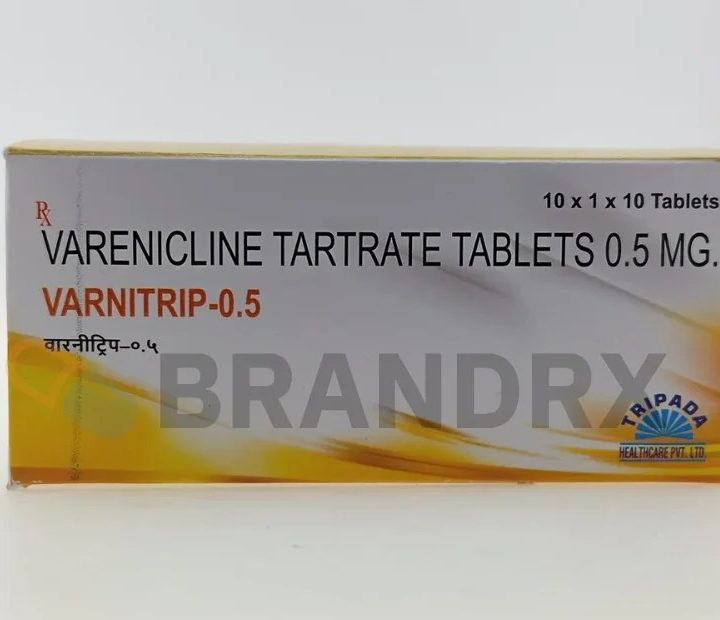 10 x 1 x 10 Tablets
Rx
VARENICLINE TARTRATE TABLETS 0.5 MG.
VARNITRIP-0.5
वारनीट्रिप–०.५
BRANDRX
TRIPADA
HEALTHCARE PVT. LTD.